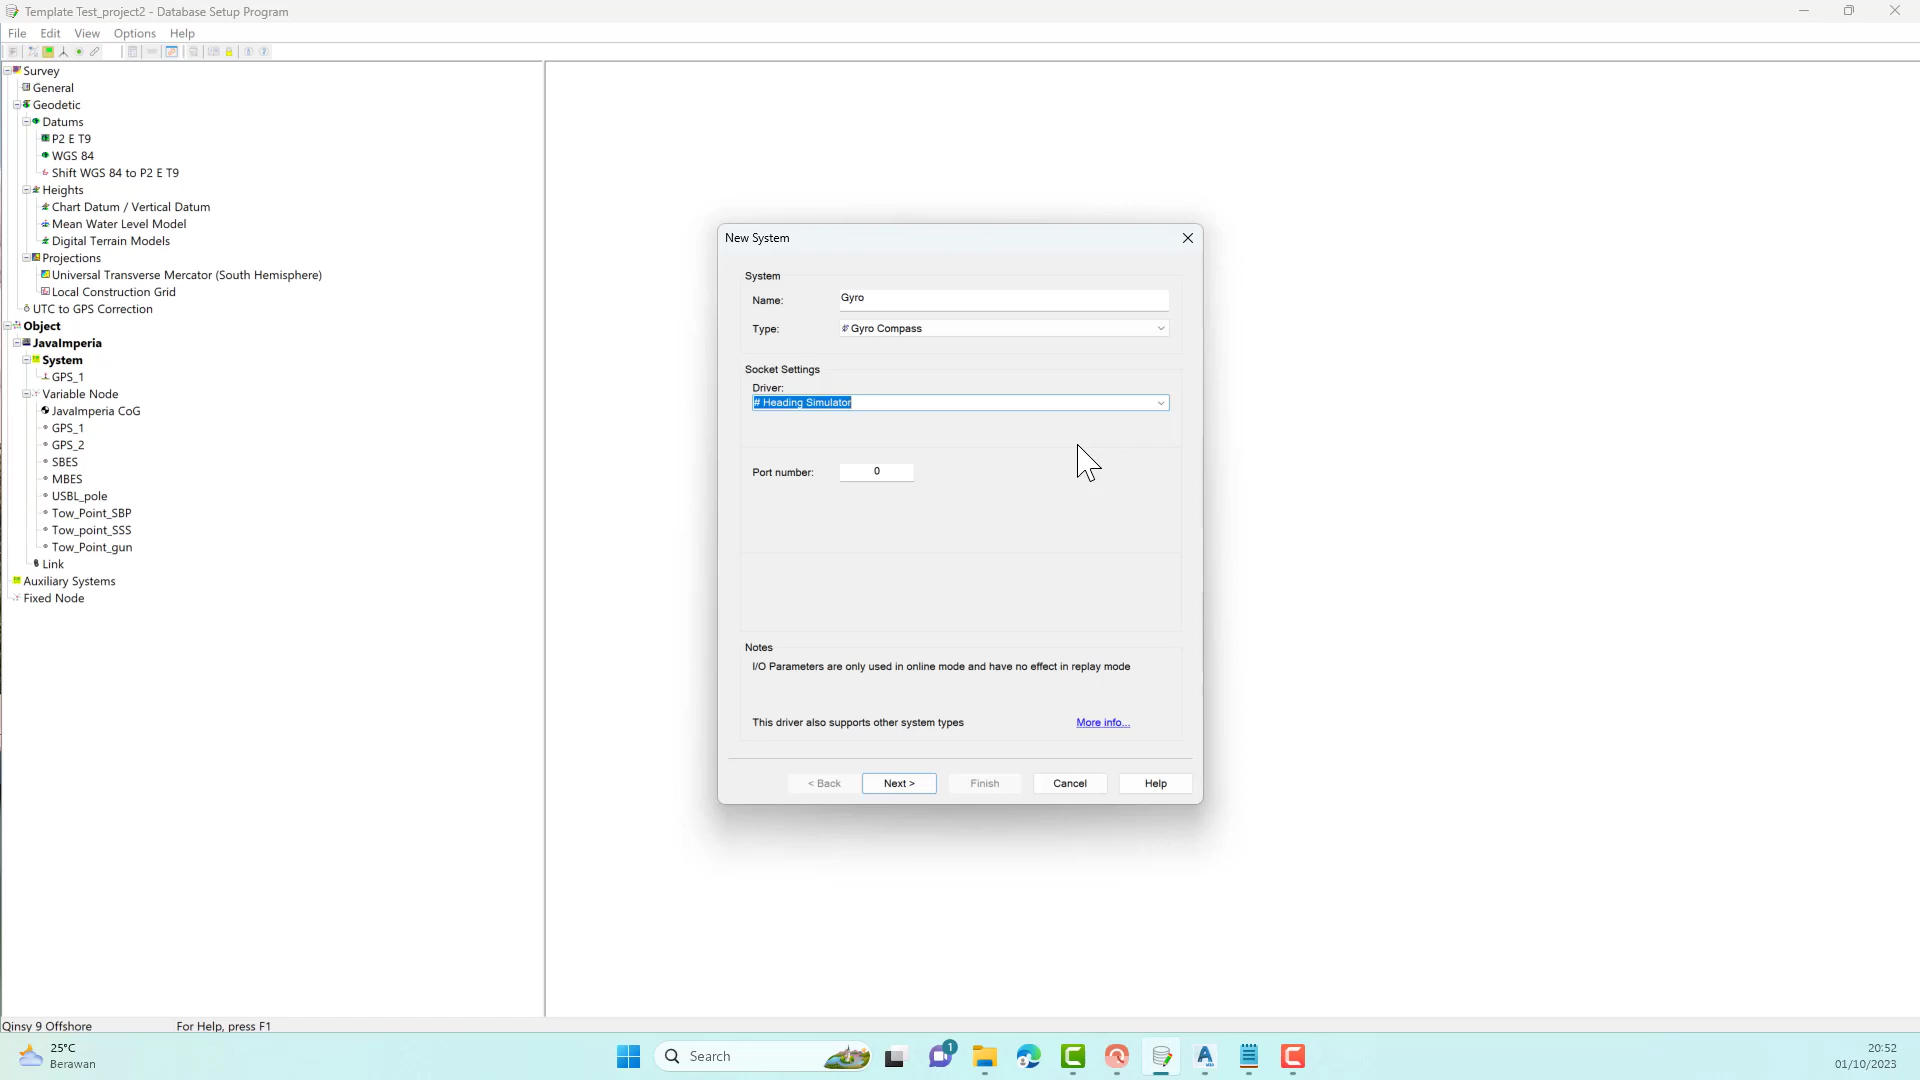 Template Test_project2 - Database Setup Program
File Edit View Options Help
Survey
General
Geodetic
Datums
P2 E T9
WGS 84
Shift WGS 84 to P2 E T9
Heights
Chart Datum / Vertical Datum
Mean Water Level Model
Digital Terrain Models
Projections
Universal Transverse Mercator (South Hemisphere)
Local Construction Grid
UTC to GPS Correction
Object
JavaImperia
System
GPS_1
Variable Node
JavaImperia CoG
GPS_1
GPS_2
SBES
MBES
USBL_pole
Tow_Point_SBP
Tow_point_SSS
Tow_Point_gun
Link
Auxiliary Systems
Fixed Node
New System
System
Name: Gyro
Type: Gyro Compass
Socket Settings
Driver:
# Heading Simulator
Port number: 0
Notes
I/O Parameters are only used in online mode and have no effect in replay mode
This driver also supports other system types More info...
< Back Next > Finish Cancel Help
Qinsy 9 Offshore For Help, press F1
25°C
Berawan
Search
1
20:52
01/10/2023